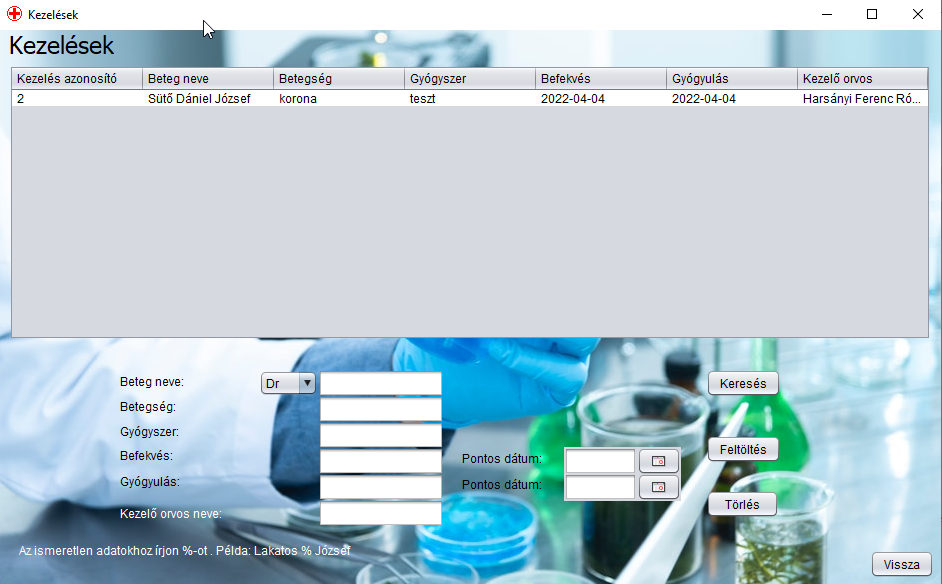 Kezelések
Kezelések
Kezelés azonosító Beteg neve Betegség Gyógyszer Befekvés Gyógyulás Kezelő orvos
2 Sütő Dániel József korona teszt 2022-04-04 2022-04-04 Harsányi Ferenc Ró...
Beteg neve: Dr Keresés
Betegség:
Gyógyszer:
Befekvés: Pontos dátum: Feltöltés
Gyógyulás: Pontos dátum:
Törlés
Kezelő orvos neve:
Az ismeretlen adatokhoz írjon %-ot . Példa: Lakatos % József
Vissza